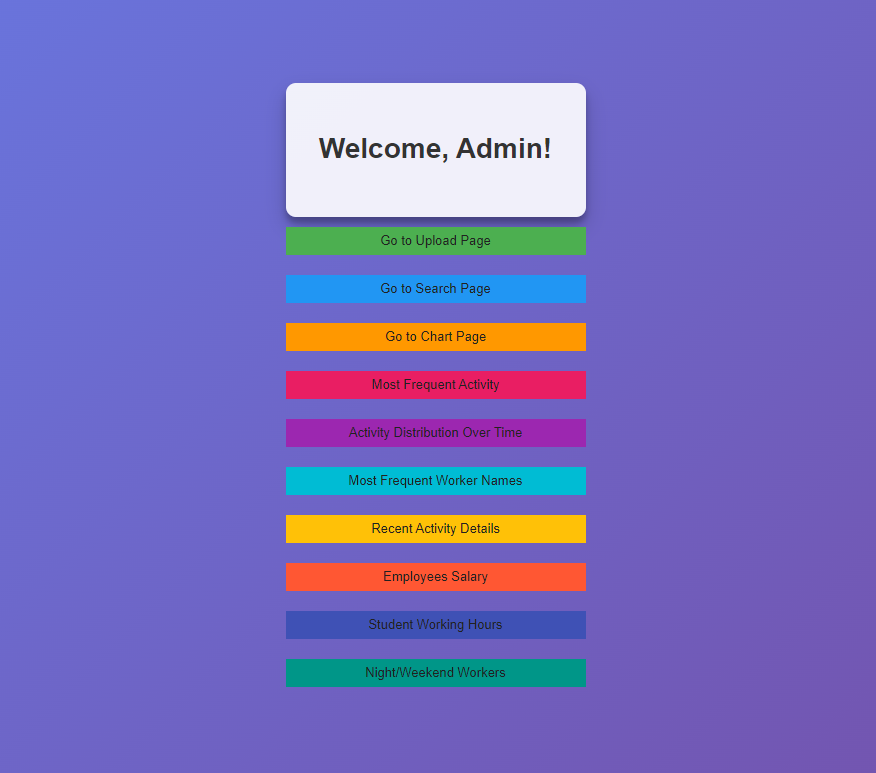 Welcome, Admin!
Go to Upload Page
Go to Search Page
Go to Chart Page
Most Frequent Activity
Activity Distribution Over Time
Most Frequent Worker Names
Recent Activity Details
Employees Salary
Student Working Hours
Night/Weekend Workers